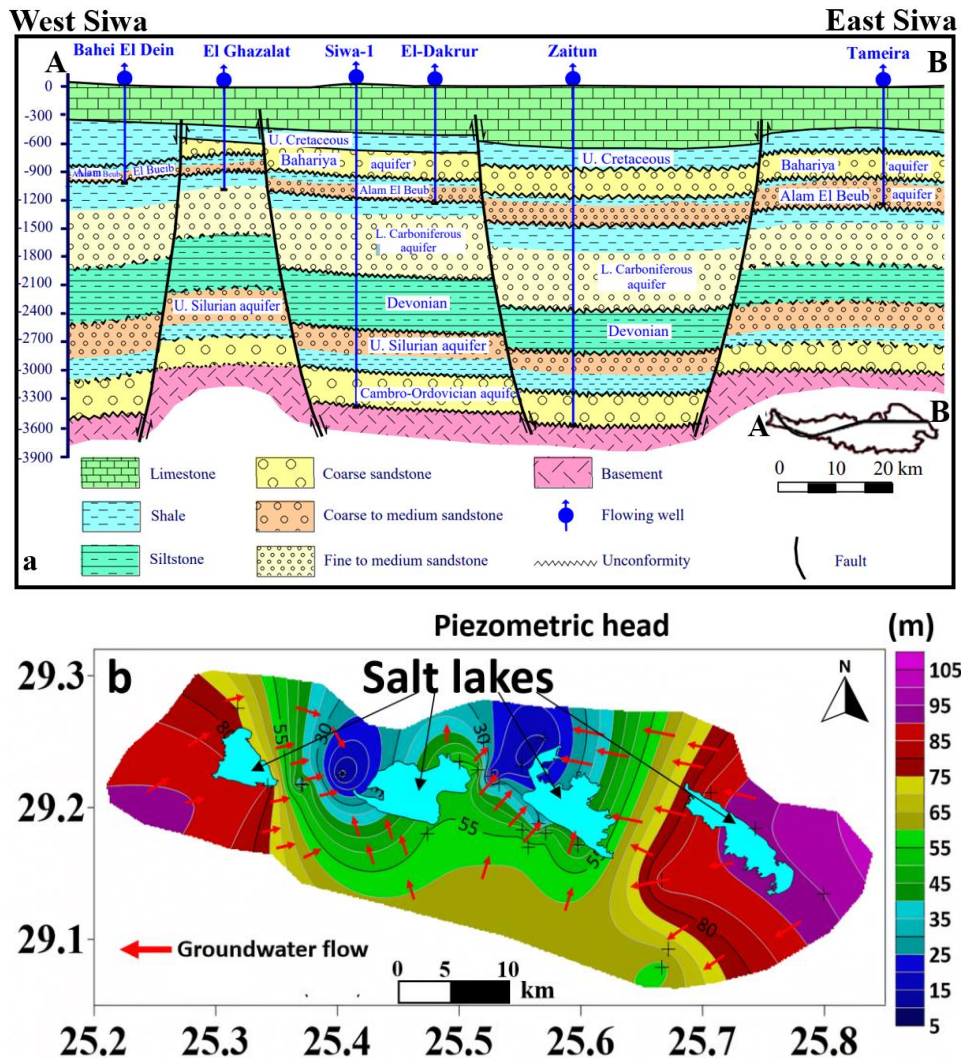 West Siwa East Siwa
Bahei El Dein El Ghazalat Siwa-1 El-Dakrur Zaitun Tameira
A B
0
-300
-600
-900
-1200
-1500
-1800
-2100
-2400
-2700
-3000
-3300
-3600
-3900
U. Cretaceous
Bahariya aquifer
Alam El Beub
L. Carboniferous
aquifer
Devonian
U. Silurian aquifer
Cambro-Ordovician aquife
U. Silurian aquifer
U. Cretaceous
L. Carboniferous
aquifer
Devonian
Bahariya aquifer
Alam El Beub aquifer
A B
0 10 20 km
Limestone Coarse sandstone Basement
Shale Coarse to medium sandstone Flowing well
Siltstone Fine to medium sandstone Unconformity Fault
a
Piezometric head (m)
b Salt lakes N
29.3
29.2
29.1
80 55 30 30 55 55 80
Groundwater flow
0 5 10
km
25.2 25.3 25.4 25.5 25.6 25.7 25.8
105
95
85
75
65
55
45
35
25
15
5